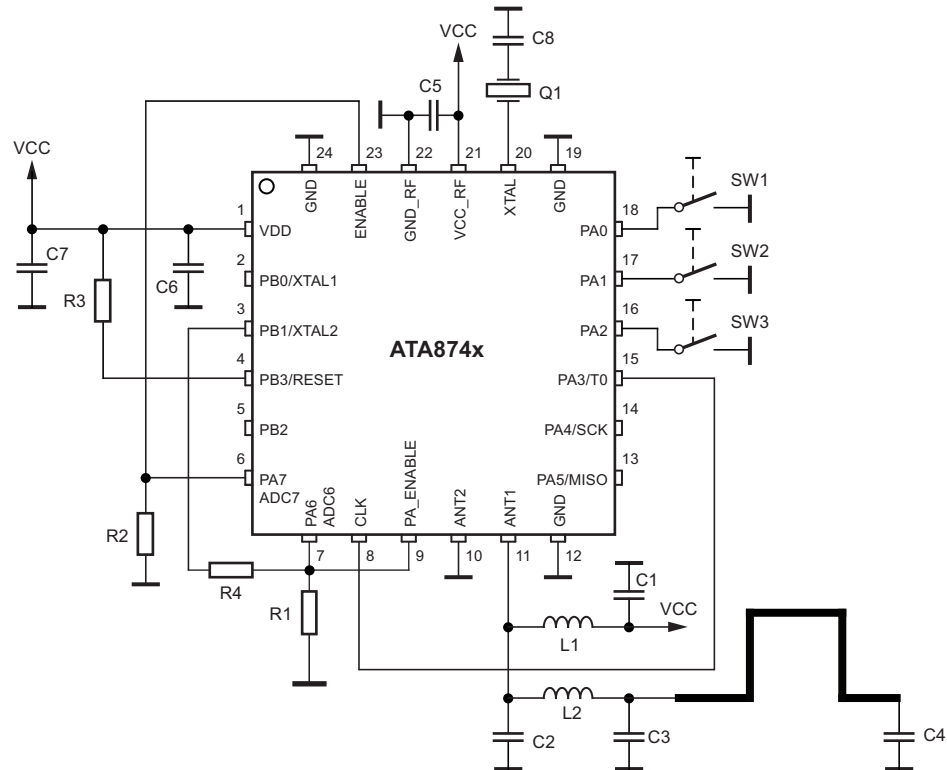 VCC
C8
C5
Q1
VCC
24
23
22
21
20
19
GND
ENABLE
GND_RF
VCC_RF
XTAL
GND
1
VDD
2
PB0/XTAL1
3
PB1/XTAL2
4
PB3/RESET
5
PB2
6
PA7
ADC7
18
PA0
17
PA1
16
PA2
15
PA3/T0
14
PA4/SCK
13
PA5/MISO
SW1
SW2
SW3
C7
C6
R3
ATA874x
PA6
ADC6
CLK
PA_ENABLE
ANT2
ANT1
GND
7
8
9
10
11
12
R2
R4
R1
C1
VCC
L1
L2
C2
C3
C4